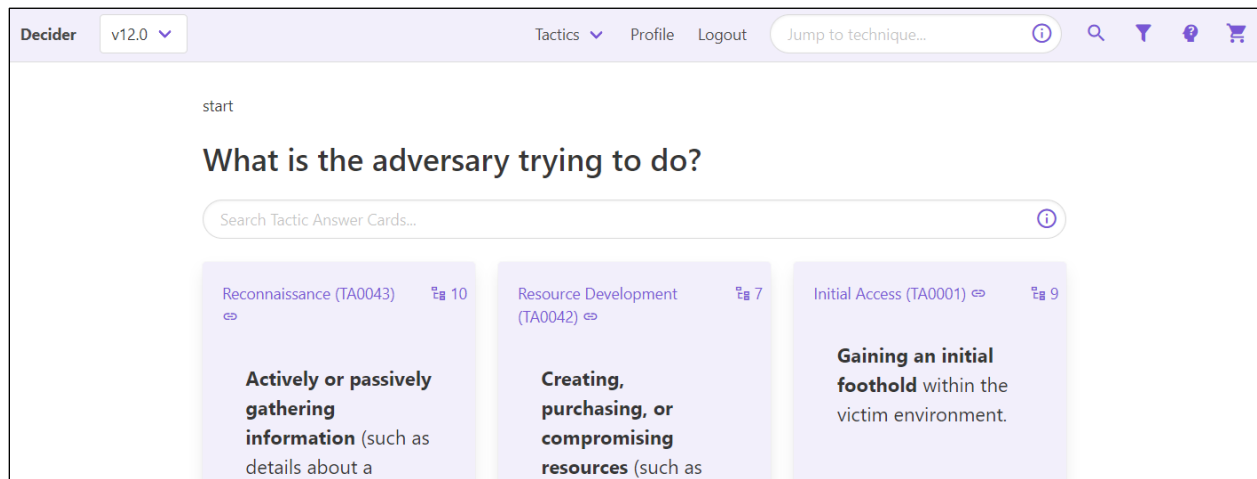 Decider v12.0 Tactics Profile Logout Jump to technique...
start
What is the adversary trying to do?
Search Tactic Answer Cards...
Reconnaissance (TA0043) 10
Actively or passively
gathering
information (such as
details about a
Resource Development 7
(TA0042)
Creating,
purchasing, or
compromising
resources (such as
Initial Access (TA0001) 9
Gaining an initial
foothold within the
victim environment.